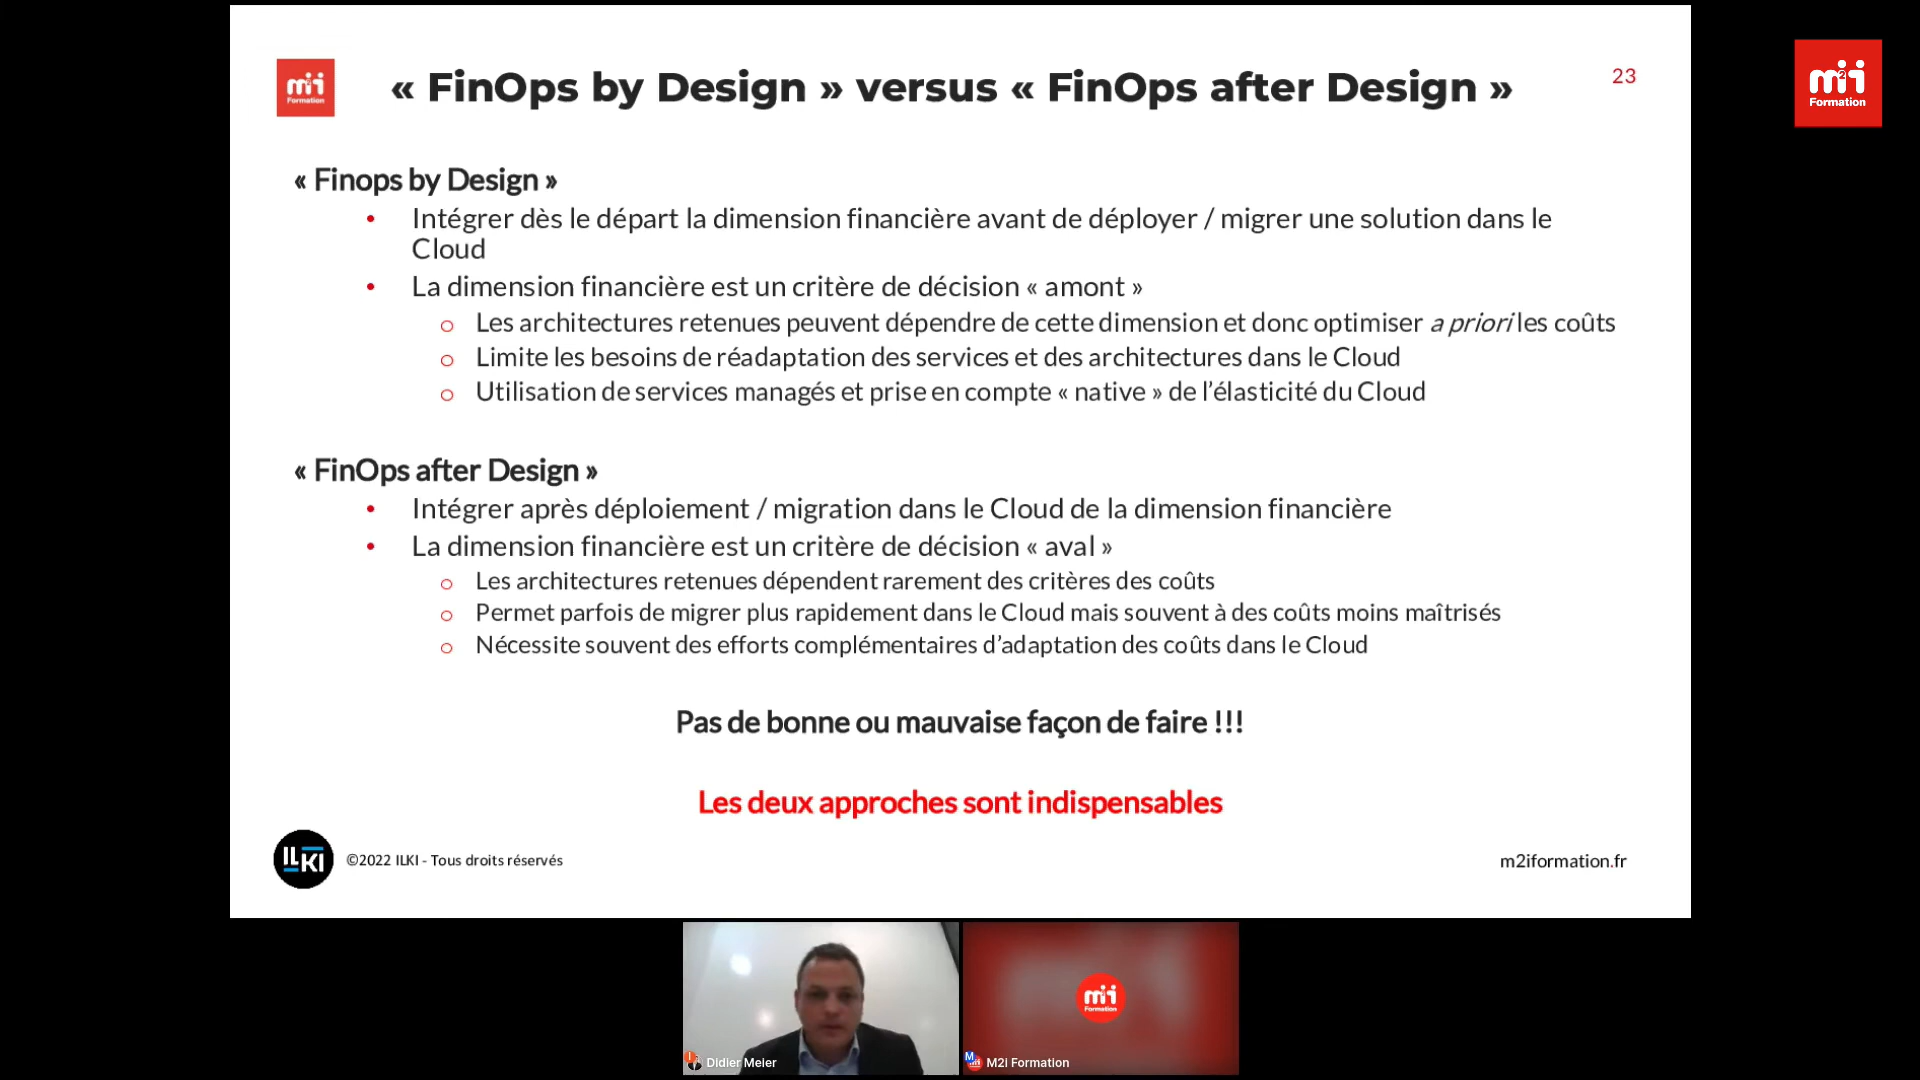 m2i
Formation
« FinOps by Design » versus « FinOps after Design »
23
m2i
Formation
« Finops by Design »
• Intégrer dès le départ la dimension financière avant de déployer / migrer une solution dans le
Cloud
• La dimension financière est un critère de décision « amont »
o Les architectures retenues peuvent dépendre de cette dimension et donc optimiser a priori les coûts
o Limite les besoins de réadaptation des services et des architectures dans le Cloud
o Utilisation de services managés et prise en compte « native » de l’élasticité du Cloud
« FinOps after Design »
• Intégrer après déploiement / migration dans le Cloud de la dimension financière
• La dimension financière est un critère de décision « aval »
o Les architectures retenues dépendent rarement des critères des coûts
o Permet parfois de migrer plus rapidement dans le Cloud mais souvent à des coûts moins maîtrisés
o Nécessite souvent des efforts complémentaires d’adaptation des coûts dans le Cloud
Pas de bonne ou mauvaise façon de faire !!!
Les deux approches sont indispensables
ILKI
©2022 ILKI - Tous droits réservés
m2iformation.fr
m2i
Formation
Didier Meier
M2i Formation